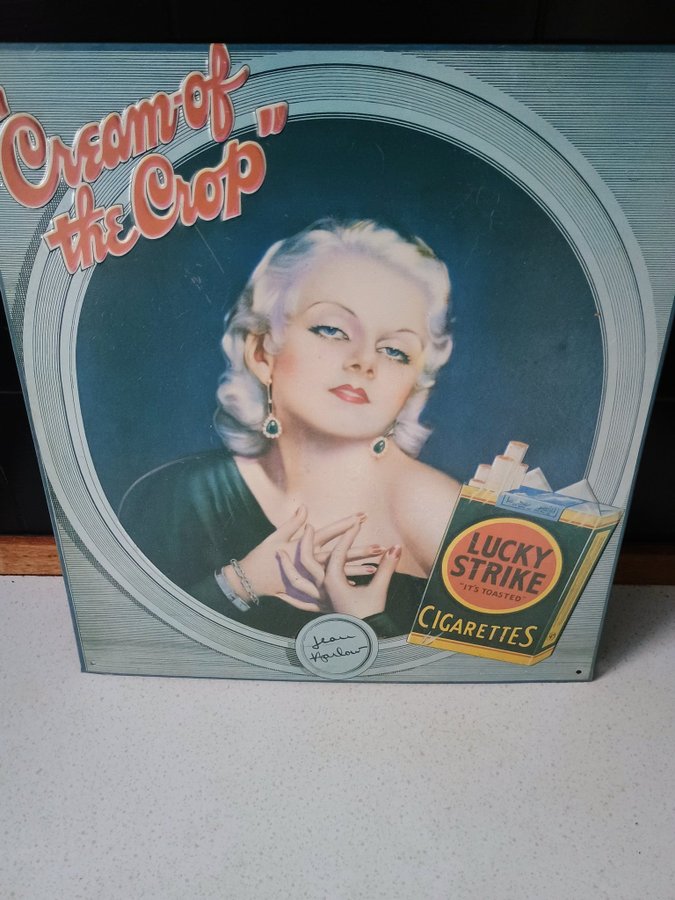 "Cream of
the Crop"
LUCKY
STRIKE
"IT'S TOASTED"
CIGARETTES
Jean
Harlow